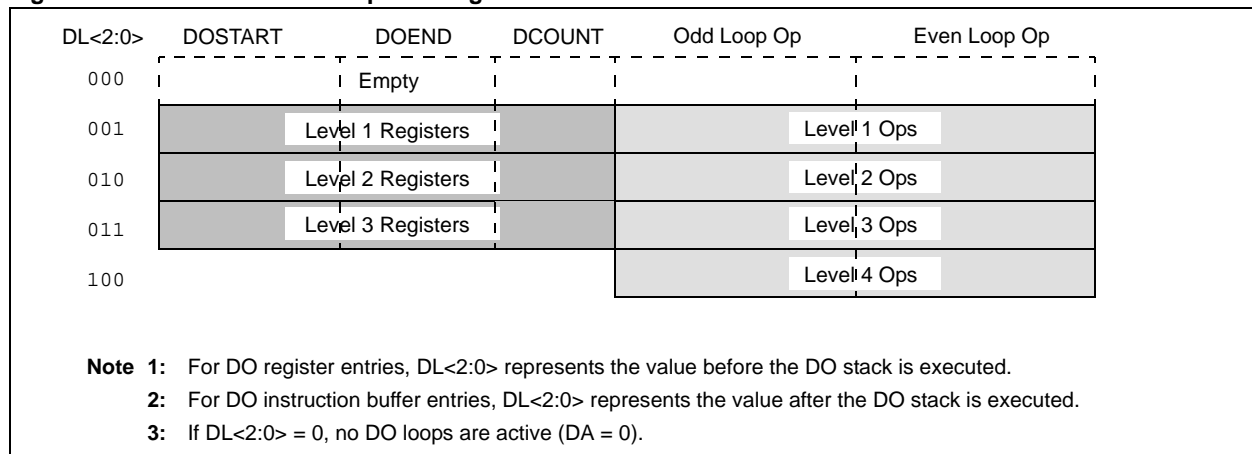 DL<2:0> DOSTART DOEND DCOUNT Odd Loop Op Even Loop Op
000 Empty
001 Level 1 Registers Level 1 Ops
010 Level 2 Registers Level 2 Ops
011 Level 3 Registers Level 3 Ops
100 Level 4 Ops
Note 1: For DO register entries, DL<2:0> represents the value before the DO stack is executed.
2: For DO instruction buffer entries, DL<2:0> represents the value after the DO stack is executed.
3: If DL<2:0> = 0, no DO loops are active (DA = 0).